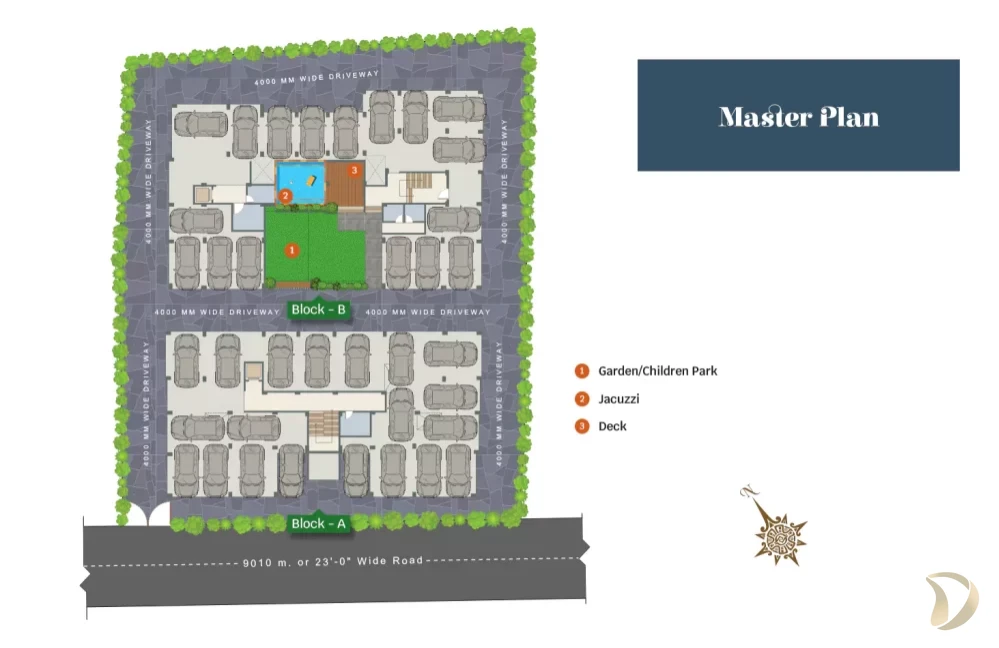 Master Plan
4000 MM WIDE DRIVEWAY
4000 MM WIDE DRIVEWAY
4000 MM WIDE DRIVEWAY
3
2
1
Block - B
4000 MM WIDE DRIVEWAY
4000 MM WIDE DRIVEWAY
4000 MM WIDE DRIVEWAY
4000 MM WIDE DRIVEWAY
1 Garden/Children Park
2 Jacuzzi
3 Deck
N
Block - A
9010 m. or 23'-0" Wide Road